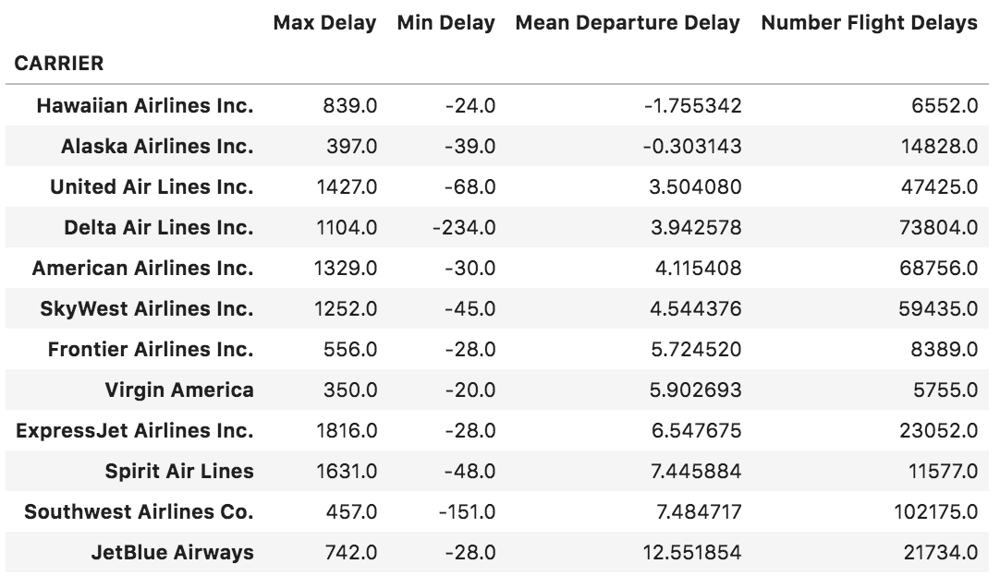 Max Delay Min Delay Mean Departure Delay Number Flight Delays
CARRIER
Hawaiian Airlines Inc. 839.0 -24.0 -1.755342 6552.0
Alaska Airlines Inc. 397.0 -39.0 -0.303143 14828.0
United Air Lines Inc. 1427.0 -68.0 3.504080 47425.0
Delta Air Lines Inc. 1104.0 -234.0 3.942578 73804.0
American Airlines Inc. 1329.0 -30.0 4.115408 68756.0
SkyWest Airlines Inc. 1252.0 -45.0 4.544376 59435.0
Frontier Airlines Inc. 556.0 -28.0 5.724520 8389.0
Virgin America 350.0 -20.0 5.902693 5755.0
ExpressJet Airlines Inc. 1816.0 -28.0 6.547675 23052.0
Spirit Air Lines 1631.0 -48.0 7.445884 11577.0
Southwest Airlines Co. 457.0 -151.0 7.484717 102175.0
JetBlue Airways 742.0 -28.0 12.551854 21734.0